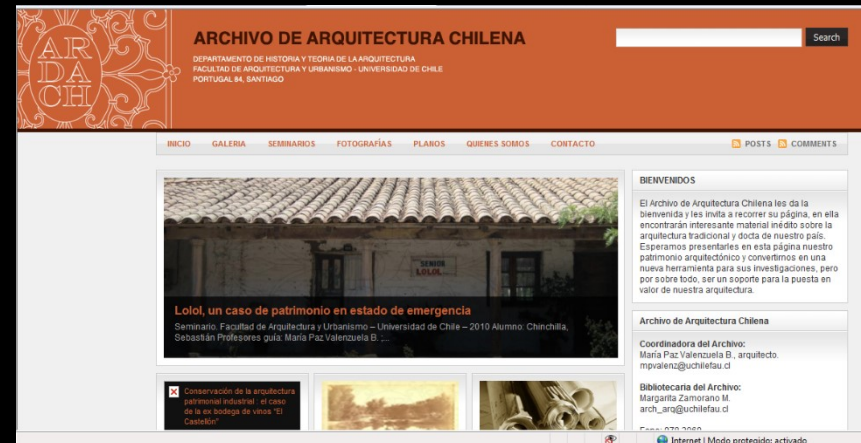 AR
DA
CH
ARCHIVO DE ARQUITECTURA CHILENA
DEPARTAMENTO DE HISTORIA Y TEORIA DE LA ARQUITECTURA
FACULTAD DE ARQUITECTURA Y URBANISMO - UNIVERSIDAD DE CHILE
PORTUGAL 84, SANTIAGO
Search
INICIO GALERIA SEMINARIOS FOTOGRAFÍAS PLANOS QUIENES SOMOS CONTACTO POSTS COMMENTS
LOLOL
Lolol, un caso de patrimonio en estado de emergencia
Seminario. Facultad de Arquitectura y Urbanismo – Universidad de Chile – 2010 Alumno: Chinchilla,
Sebastián Profesores guía: María Paz Valenzuela B. ;...
Conservación de la arquitectura
patrimonial industrial : el caso
de la ex bodega de vinos "El
Castellón"
BIENVENIDOS
El Archivo de Arquitectura Chilena les da la
bienvenida y les invita a recorrer su página, en ella
encontrarán interesante material inédito sobre la
arquitectura tradicional y docta de nuestro país.
Esperamos presentarles en esta página nuestro
patrimonio arquitectónico y convertirnos en una
nueva herramienta para sus investigaciones, pero
por sobre todo, ser un soporte para la puesta en
valor de nuestra arquitectura.
Archivo de Arquitectura Chilena
Coordinadora del Archivo:
María Paz Valenzuela B., arquitecto.
mpvalenz@uchilefau.cl
Bibliotecaria del Archivo:
Margarita Zamorano M.
arch_arq@uchilefau.cl
Internet | Modo protegido: activado